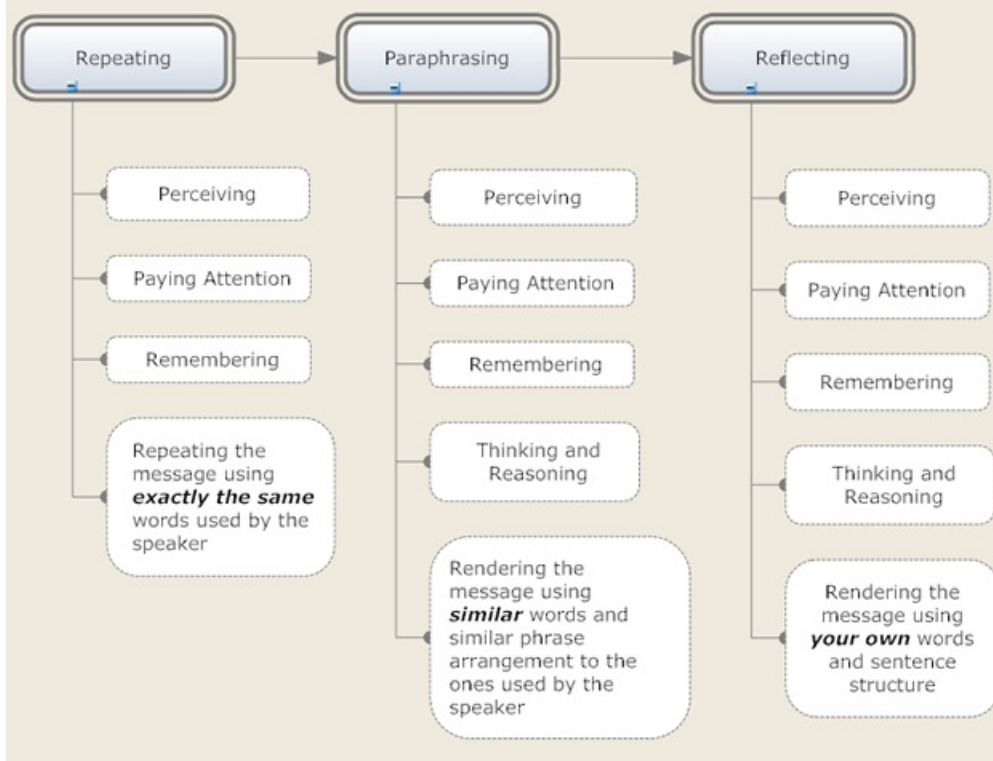 Repeating
Perceiving
Paying Attention
Remembering
Repeating the
message using
exactly the same
words used by the
speaker
Paraphrasing
Perceiving
Paying Attention
Remembering
Thinking and
Reasoning
Rendering the
message using
similar words and
similar phrase
arrangement to the
ones used by the
speaker
Reflecting
Perceiving
Paying Attention
Remembering
Thinking and
Reasoning
Rendering the
message using
your own words
and sentence
structure